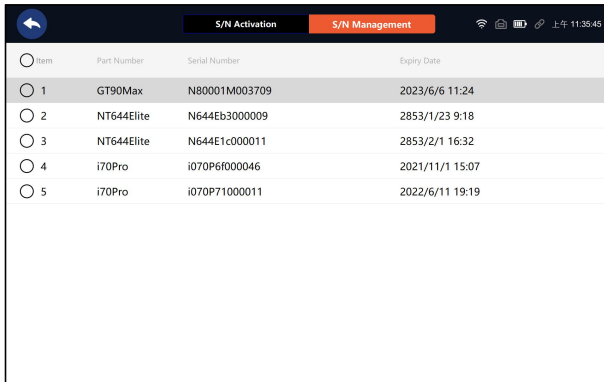 S/N Activation S/N Management 上午 11:35:45
Item Part Number Serial Number Expiry Date
1 GT90Max N80001M003709 2023/6/6 11:24
2 NT644Elite N644Eb3000009 2853/1/23 9:18
3 NT644Elite N644E1c000011 2853/2/1 16:32
4 i70Pro i070P6f000046 2021/11/1 15:07
5 i70Pro i070P71000011 2022/6/11 19:19